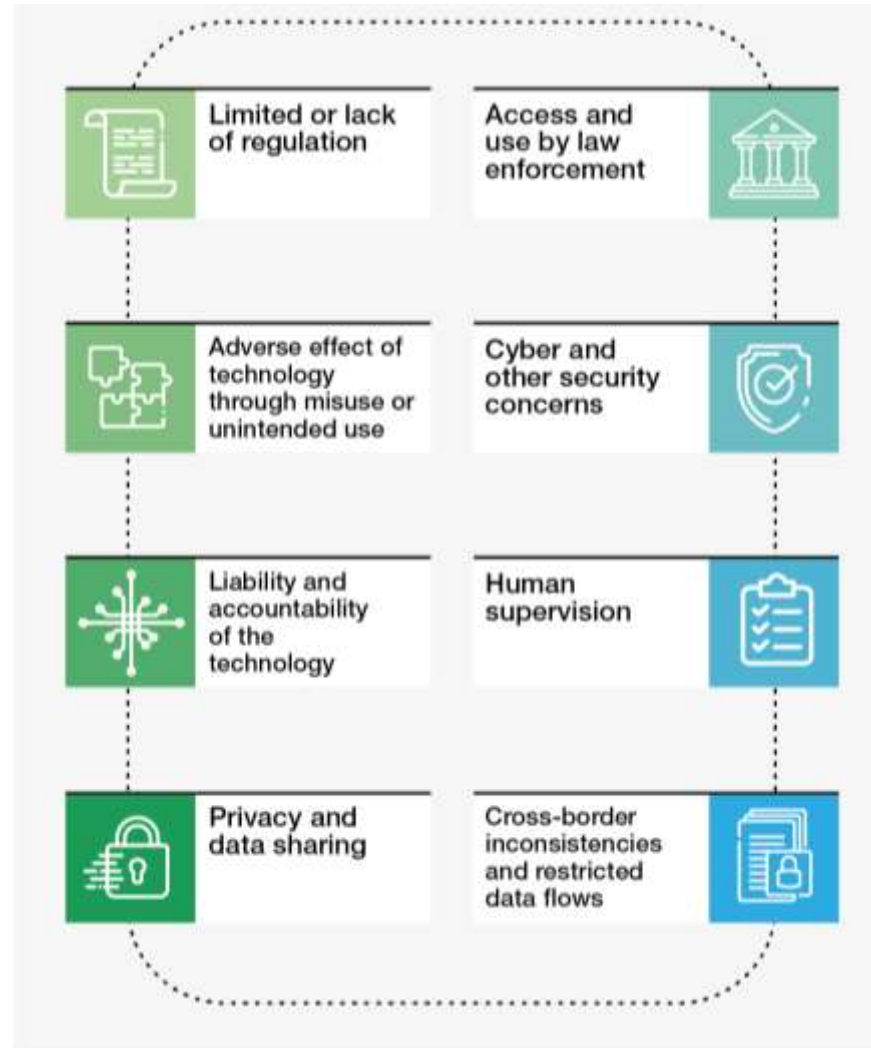 Limited or lack
of regulation
Access and
use by law
enforcement
Adverse effect of
technology
through misuse or
unintended use
Cyber and
other security
concerns
Liability and
accountability
of the
technology
Human
supervision
Privacy and
data sharing
Cross-border
inconsistencies
and restricted
data flows